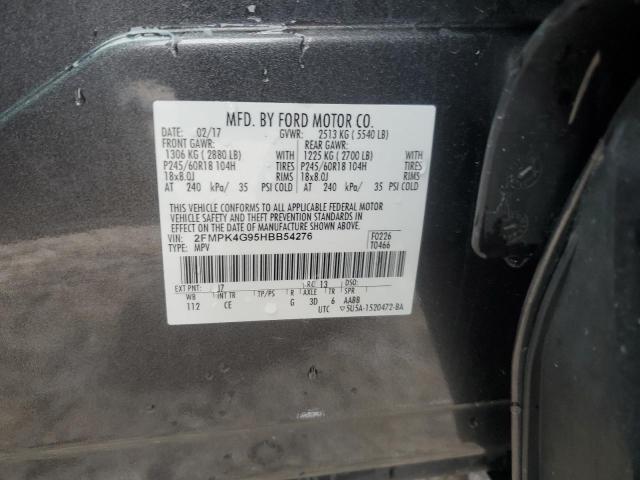 MFD. BY FORD MOTOR CO.
DATE: 02/17 GVWR: 2513 KG ( 5540 LB)
FRONT GAWR: REAR GAWR:
1306 KG ( 2880 LB) WITH 1225 KG ( 2700 LB) WITH
P245/60R18 104H TIRES P245/60R18 104H TIRES
18x8.0J RIMS 18x8.0J RIMS
AT 240 kPa/ 35 PSI COLD AT 240 kPa/ 35 PSI COLD
THIS VEHICLE CONFORMS TO ALL APPLICABLE FEDERAL MOTOR
VEHICLE SAFETY AND THEFT PREVENTION STANDARDS IN
EFFECT ON THE DATE OF MANUFACTURE SHOWN ABOVE.
VIN: 2FMPK4G95HBB54276 F0226
TYPE: MPV T0466
EXT PNT: J7 RC: 13 DSO:
WB INT TR TP/PS R AXLE TR SPR
112 CE G 3D 6 AABB
UTC ▽5U5A-1520472-BA